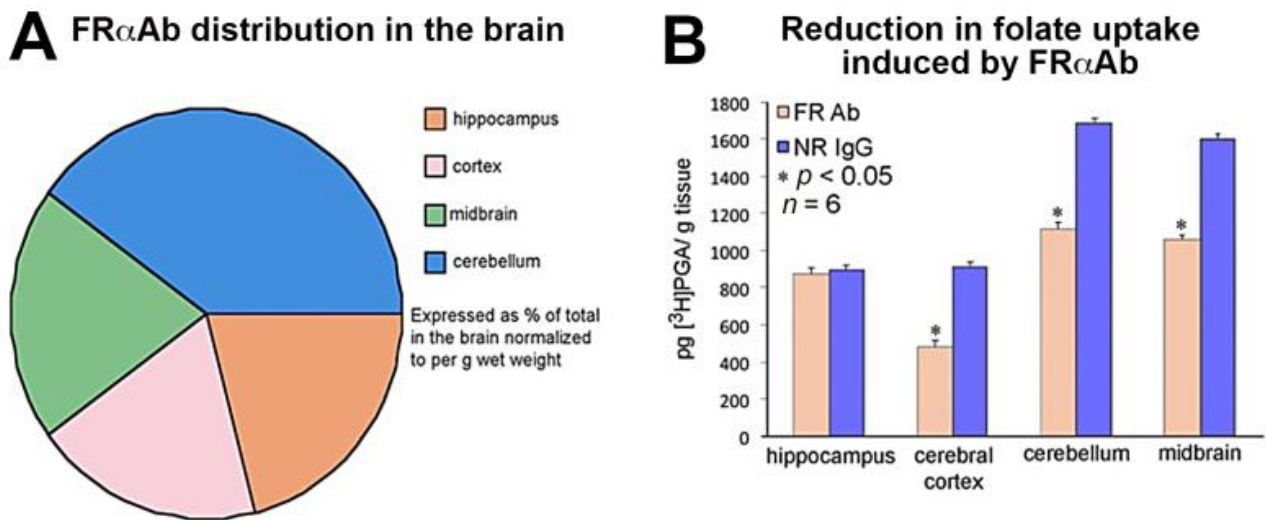 A FRαAb distribution in the brain
hippocampus
cortex
midbrain
cerebellum
Expressed as % of total
in the brain normalized
to per g wet weight
B Reduction in folate uptake
induced by FRαAb
pg [³H]PGA/ g tissue
1800
1600
1400
1200
1000
800
600
400
200
0
FR Ab
NR IgG
* p < 0.05
n = 6
*
*
*
hippocampus
cerebral
cortex
cerebellum
midbrain